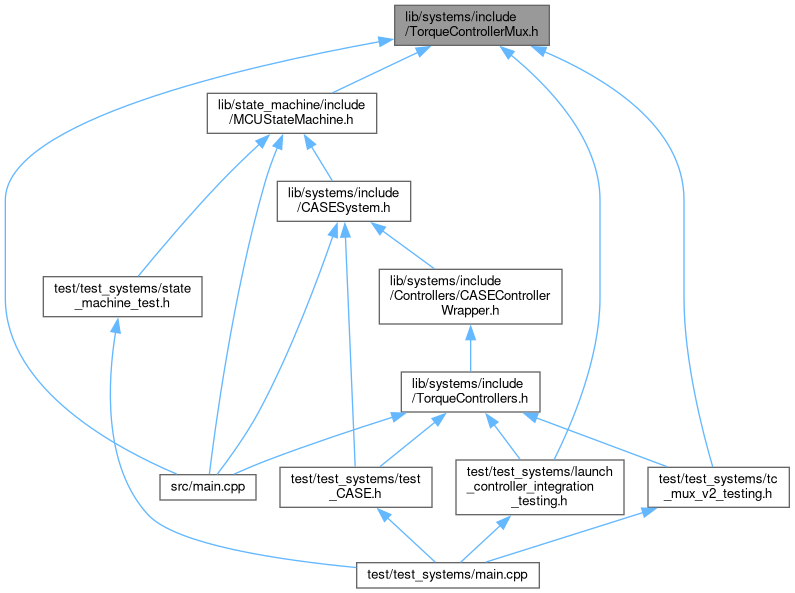 lib/systems/include
/TorqueControllerMux.h
lib/state_machine/include
/MCUStateMachine.h
lib/systems/include
/CASESystem.h
test/test_systems/state
_machine_test.h
lib/systems/include
/Controllers/CASEController
Wrapper.h
lib/systems/include
/TorqueControllers.h
src/main.cpp
test/test_systems/test
_CASE.h
test/test_systems/launch
_controller_integration
_testing.h
test/test_systems/tc
_mux_v2_testing.h
test/test_systems/main.cpp